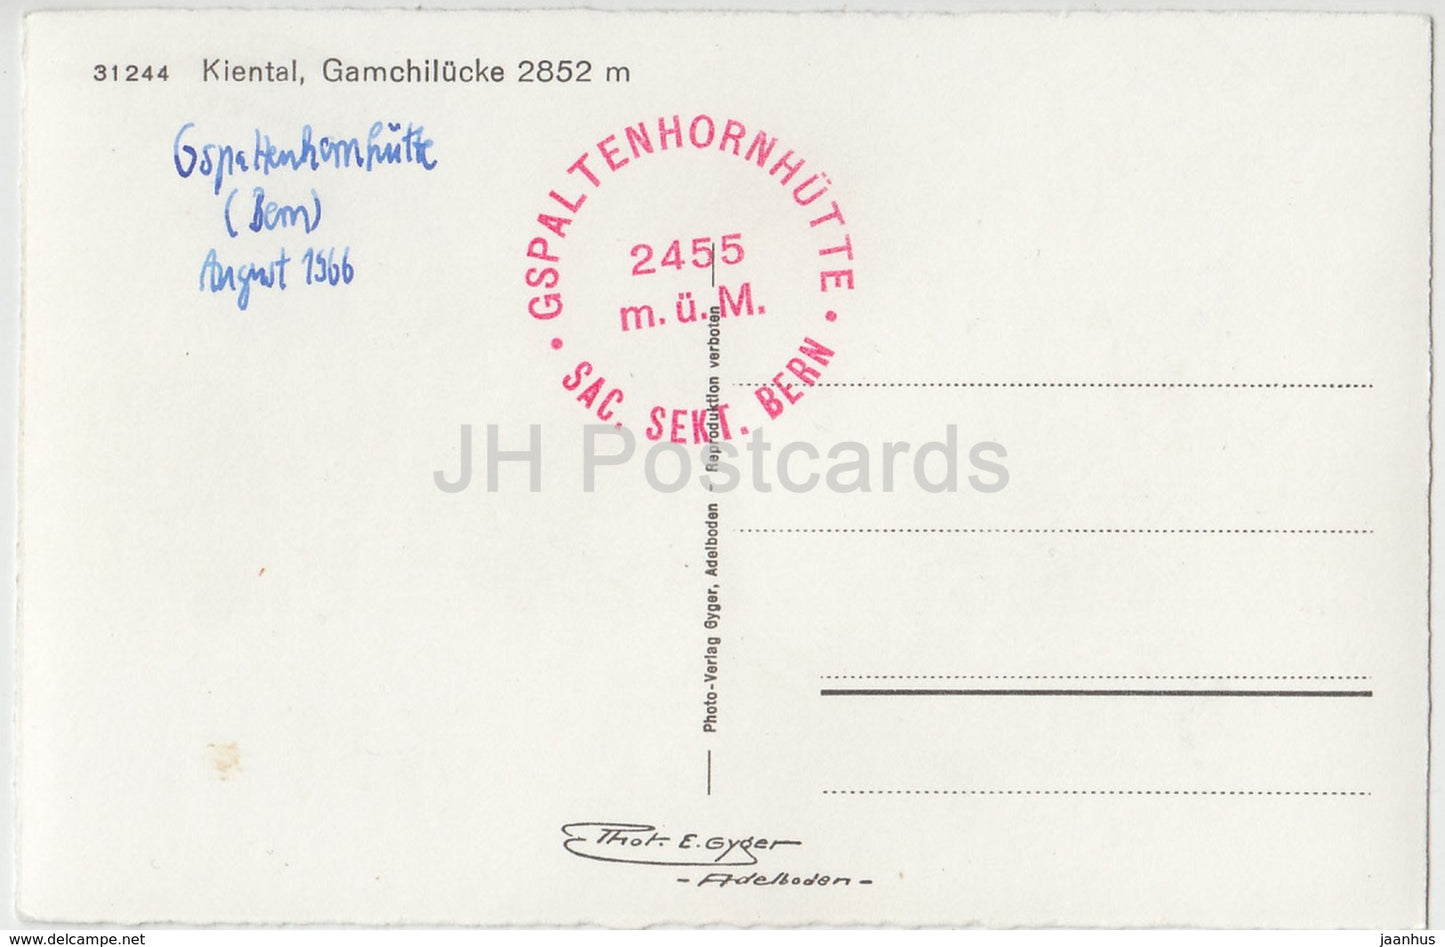 31244 Kiental, Gamchilücke 2852 m
Gspaltenhornhütte
(Bern)
August 1966
GSPALTENHORNHÜTTE
2455
m.ü.M.
• SAC. SEKT. BERN •
Photo-Verlag Gyger, Adelboden - Reproduktion verboten
JH Postcards
Phot. E. Gyger
- Adelboden -
www.delcampe.net
jaanhus